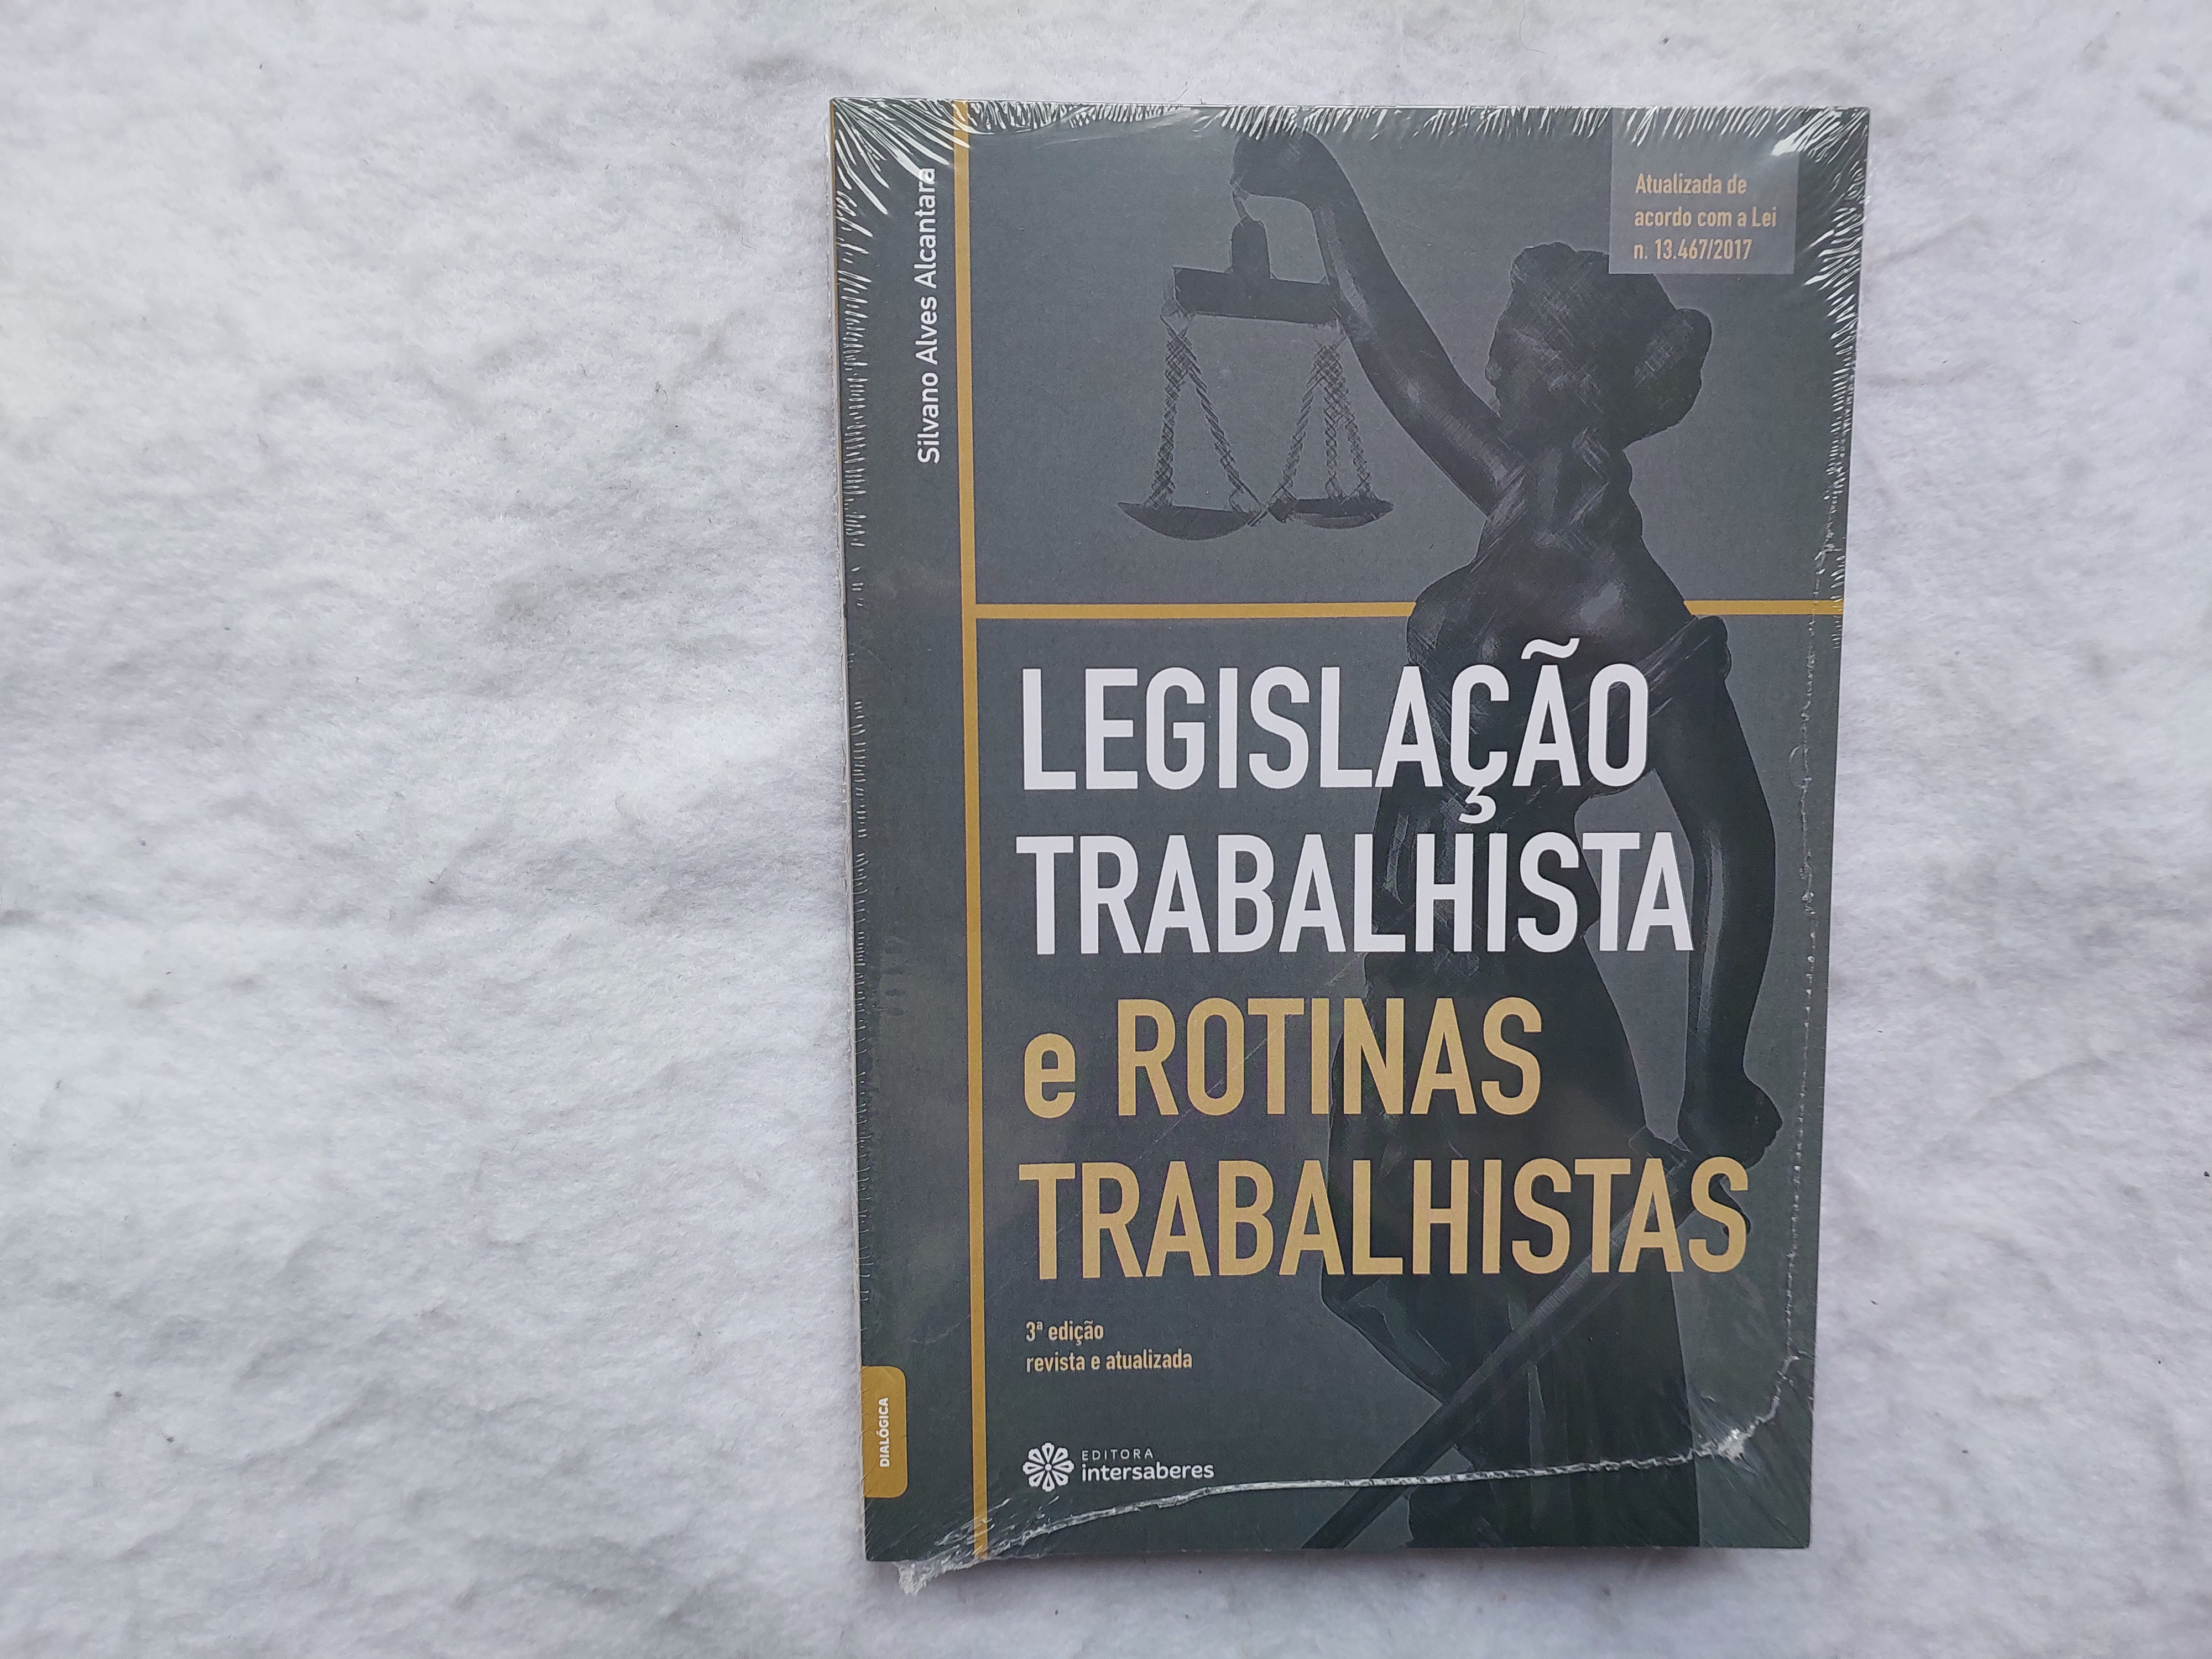 Silvano Alves Alcantara
Atualizada de
acordo com a Lei
n. 13.467/2017
LEGISLAÇÃO
TRABALHISTA
e ROTINAS
TRABALHISTAS
3ª edição
revista e atualizada
DIALÓGICA
EDITORA
intersaberes